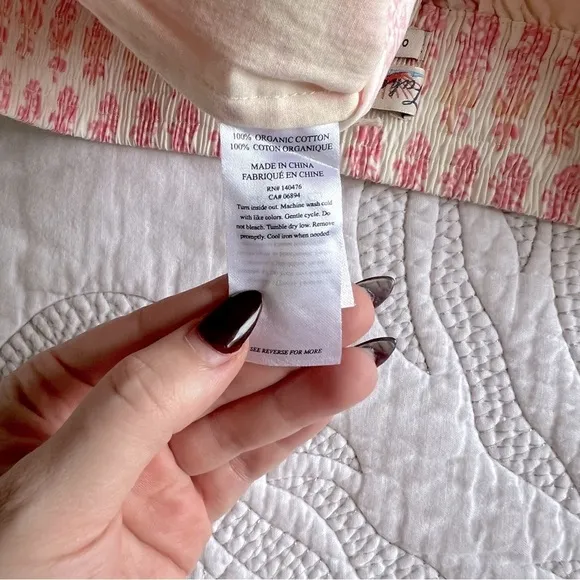 100% ORGANIC COTTON
100% COTON ORGANIQUE
MADE IN CHINA
FABRIQUÉ EN CHINE
RN# 140476
CA# 06894
Turn inside out. Machine wash cold
with like colors. Gentle cycle. Do
not bleach. Tumble dry low. Remove
promptly. Cool iron when needed
SEE REVERSE FOR MORE